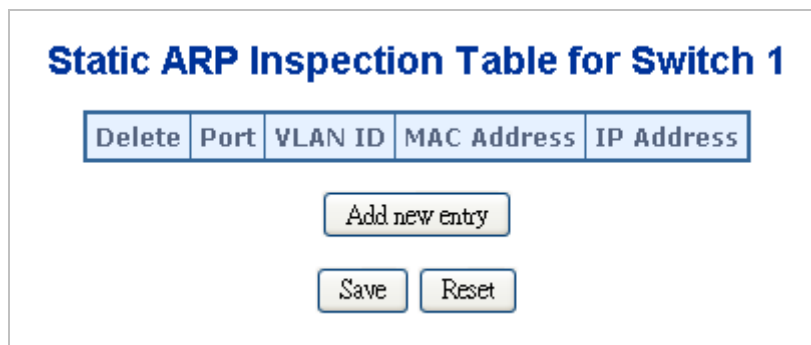 Static ARP Inspection Table for Switch 1
Delete Port VLAN ID MAC Address IP Address
Add new entry
Save Reset